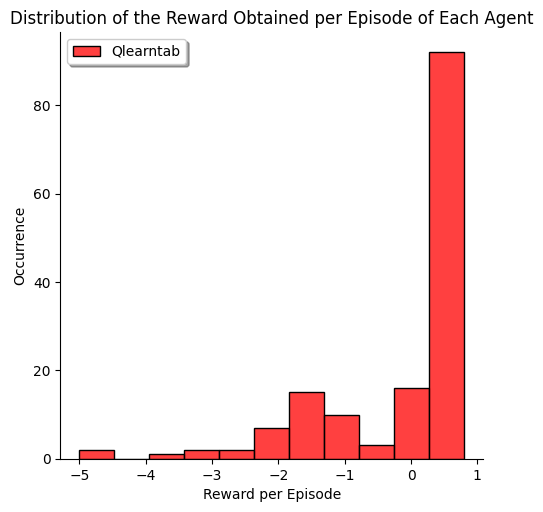 Distribution of the Reward Obtained per Episode of Each Agent
Qlearntab
Occurrence
80
60
40
20
0
−5 −4 −3 −2 −1 0 1
Reward per Episode